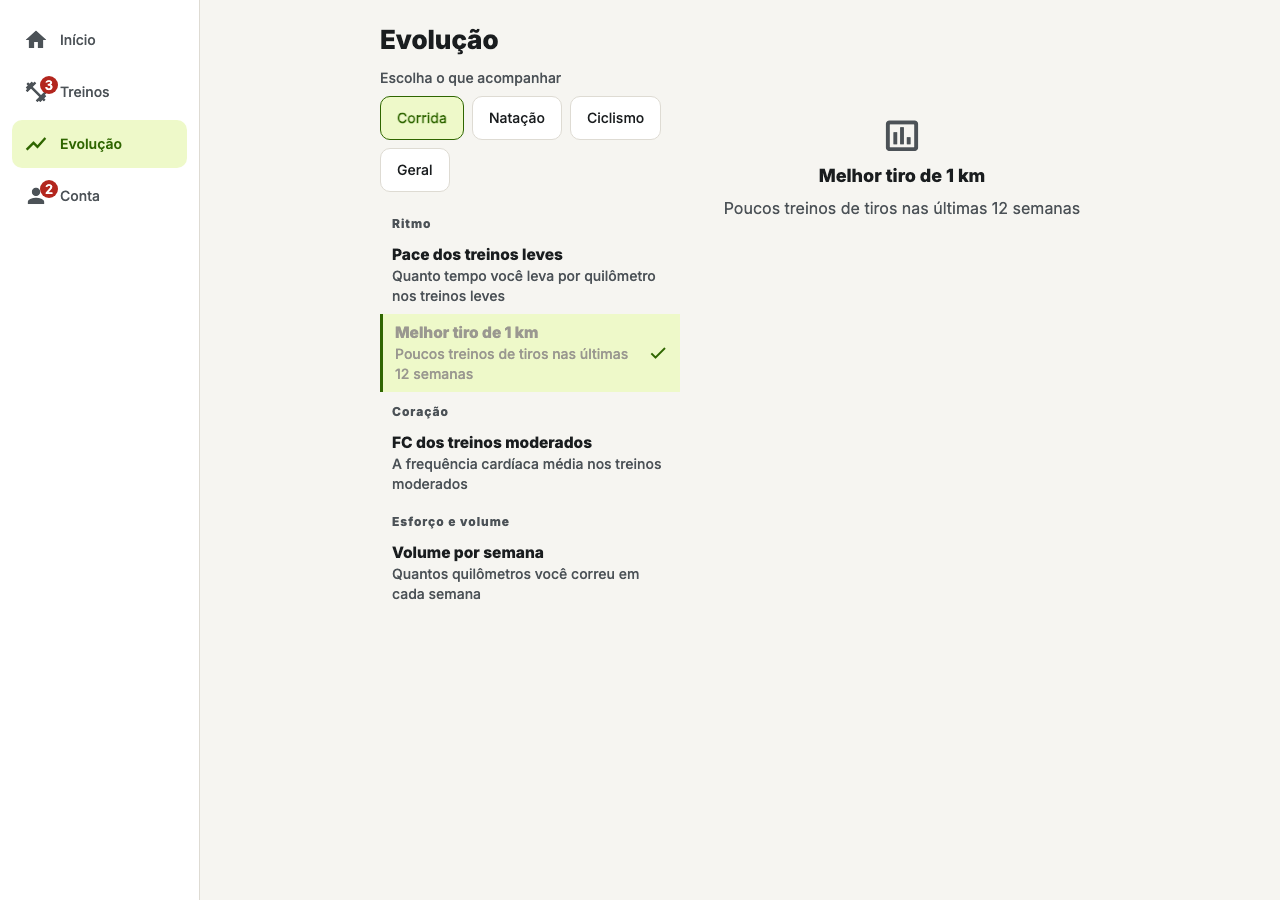 Início
3
Treinos
Evolução
2
Conta
Evolução
Escolha o que acompanhar
Corrida
Natação
Ciclismo
Geral
Ritmo
Pace dos treinos leves
Quanto tempo você leva por quilômetro
nos treinos leves
Melhor tiro de 1 km
Poucos treinos de tiros nas últimas
12 semanas
Coração
FC dos treinos moderados
A frequência cardíaca média nos treinos
moderados
Esforço e volume
Volume por semana
Quantos quilômetros você correu em
cada semana
Melhor tiro de 1 km
Poucos treinos de tiros nas últimas 12 semanas